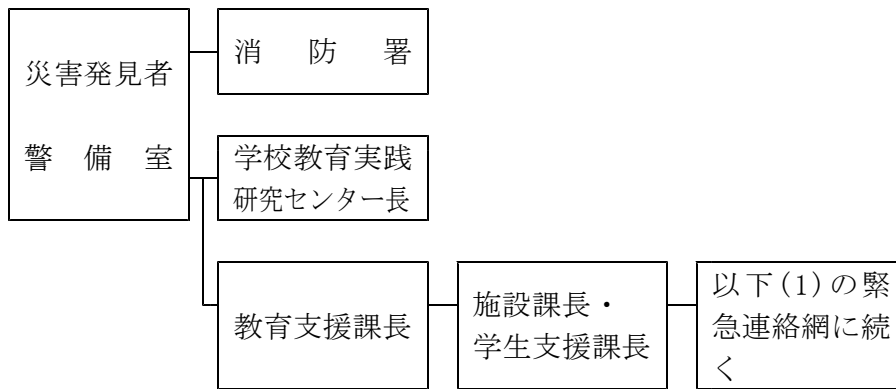 災害発見者
警備室
消防署
学校教育実践
研究センター長
教育支援課長
施設課長・
学生支援課長
以下(1)の緊
急連絡網に続
く